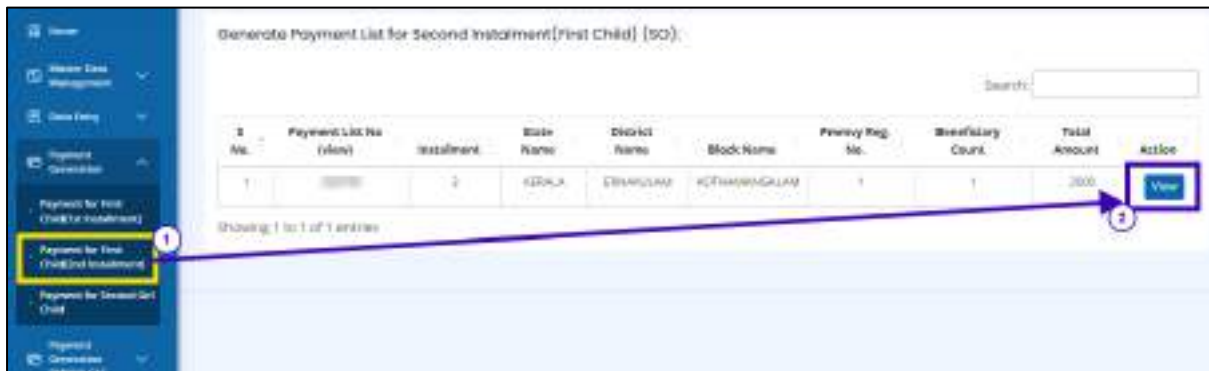 Home
Master Data
Management
Data Entry
Payment
Generation
Payment for First
Child(1st Installment)
Payment for First
Child(2nd Installment)
Payment for Second Girl
Child
Payment
Generation
Generate Payment List for Second Instalment(First Child) (SO):
Search:
S No. Payment List No (view) Installment State Name District Name Block Name Pmmvy Reg. No. Beneficiary Count Total Amount Action
1 2 KERALA ERNAKULAM KOTHAMANGALAM 1 1 View
Showing 1 to 1 of 1 entries
1
2